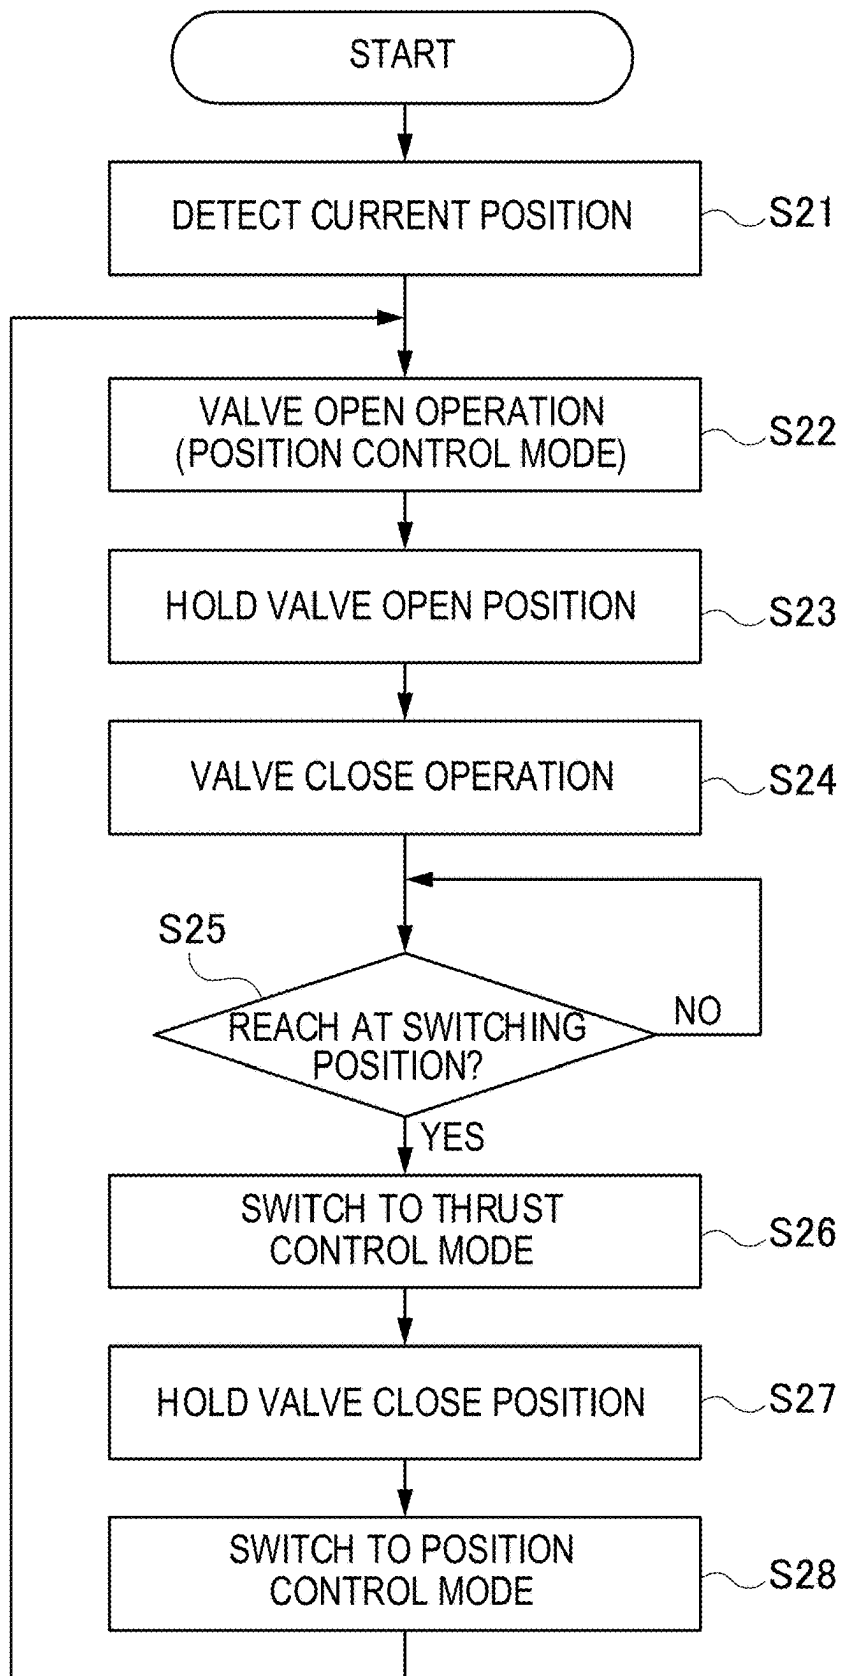 START
DETECT CURRENT POSITION
S21
VALVE OPEN OPERATION
(POSITION CONTROL MODE)
S22
HOLD VALVE OPEN POSITION
S23
VALVE CLOSE OPERATION
S24
S25
REACH AT SWITCHING
POSITION?
NO
YES
SWITCH TO THRUST
CONTROL MODE
S26
HOLD VALVE CLOSE POSITION
S27
SWITCH TO POSITION
CONTROL MODE
S28